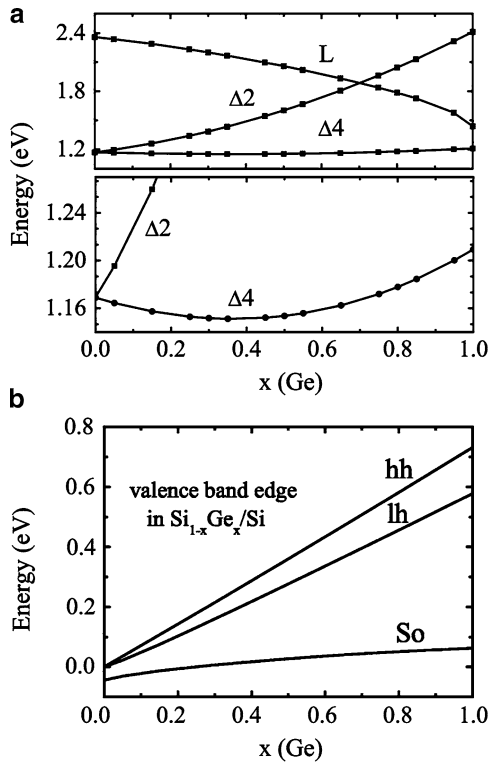 a
2.4
1.8
1.2
L
Δ2
Δ4
Energy (eV)
1.24
1.20
1.16
Δ2
Δ4
0.0 0.2 0.4 0.6 0.8 1.0
x (Ge)
b
0.8
0.6
0.4
0.2
0.0
Energy (eV)
valence band edge
in Si1-xGex/Si
hh
lh
So
0.0 0.2 0.4 0.6 0.8 1.0
x (Ge)